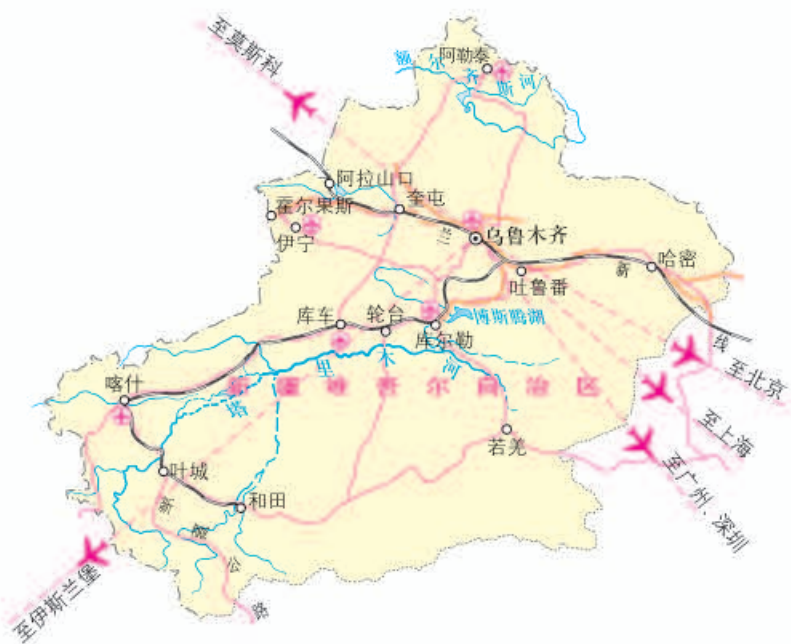 至莫斯科
阿勒泰
额尔齐斯河
阿拉山口
奎屯
霍尔果斯
伊宁
兰
乌鲁木齐
新
哈密
吐鲁番
线
库车
轮台
库尔勒
博斯腾湖
至北京
喀什
塔里木河
新疆维吾尔自治区
至上海
若羌
至广州、深圳
叶城
和田
新藏公路
至伊斯兰堡